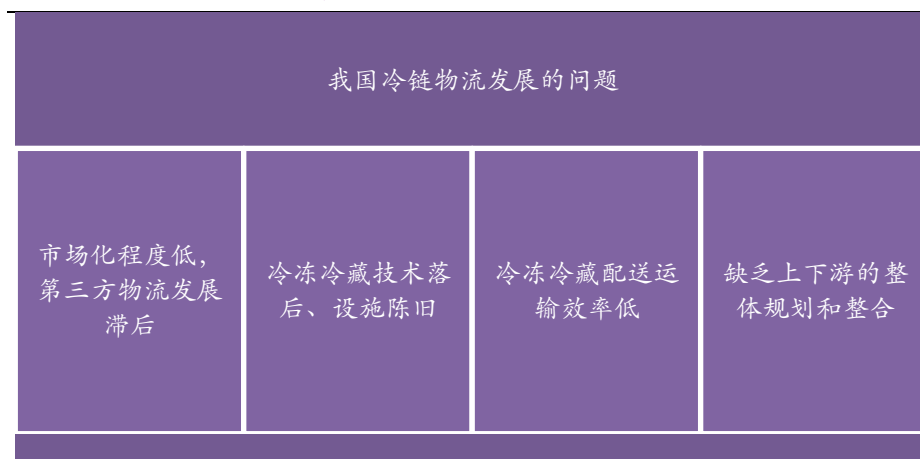 我国冷链物流发展的问题
市场化程度低，
第三方物流发展
滞后
冷冻冷藏技术落
后、设施陈旧
冷冻冷藏配送运
输效率低
缺乏上下游的整
体规划和整合